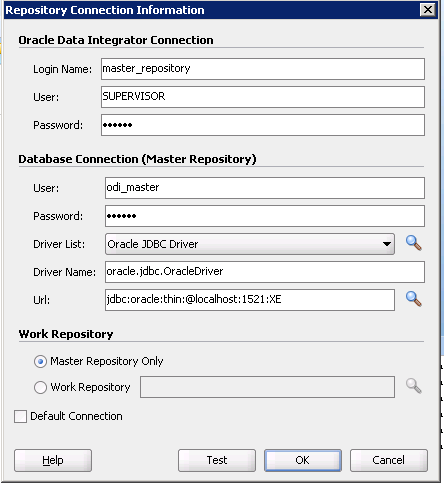 Repository Connection Information
Oracle Data Integrator Connection
Login Name: master_repository
User: SUPERVISOR
Password: ••••••
Database Connection (Master Repository)
User: odi_master
Password: ••••••
Driver List: Oracle JDBC Driver
Driver Name: oracle.jdbc.OracleDriver
Url: jdbc:oracle:thin:@localhost:1521:XE
Work Repository
Master Repository Only
Work Repository
Default Connection
Help Test OK Cancel